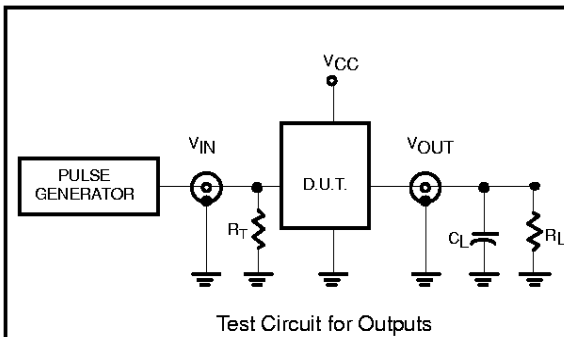 VCC
VIN
VOUT
PULSE
GENERATOR
D.U.T.
RT
CL
RL
Test Circuit for Outputs